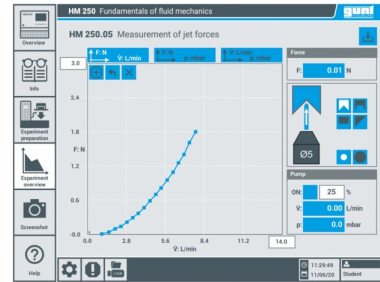 HM 250 Fundamentals of fluid mechanics
gunt
HM 250.05 Measurement of jet forces
Overview
Info
Experiment preparation
Experiment overview
Screenshot
Help
F: N
V̇: L/min
F: N
p: mbar
V̇: L/min
p: mbar
3.0
2.4
1.8
F: N
1.2
0.6
-0.0
0.0
2.8
5.6
8.4
11.2
14.0
V̇: L/min
Force
F: 0.01 N
Ø5
Pump
ON: 25 %
V̇: 0.00 L/min
p: 0.0 mbar
USB
11:29:49
11/06/20
Student